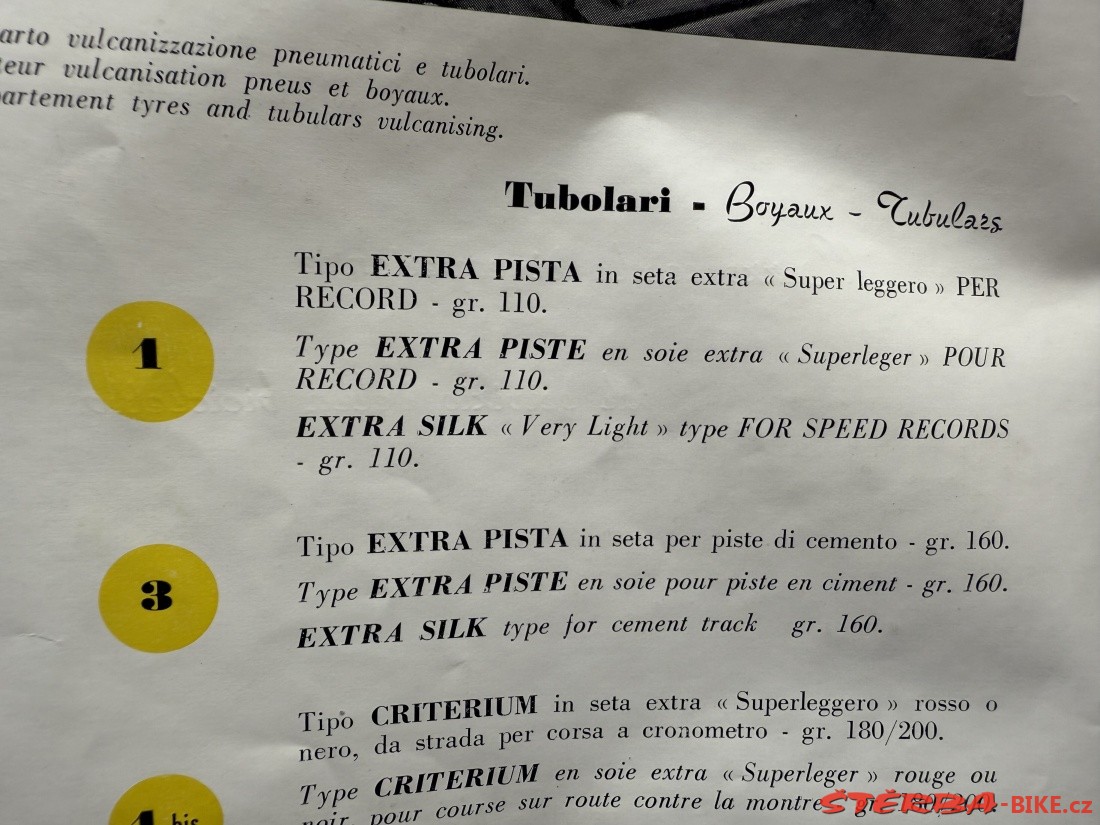 vulcanizzazione pneumatici e tubolari.
vulcanisation pneus et boyaux.
tyres and tubulars vulcanising.
Tubolari - Boyaux - Tubulars
1
Tipo EXTRA PISTA in seta extra « Super leggero » PER
RECORD - gr. 110.
Type EXTRA PISTE en soie extra « Superleger » POUR
RECORD - gr. 110.
EXTRA SILK « Very Light » type FOR SPEED RECORDS
- gr. 110.
3
Tipo EXTRA PISTA in seta per piste di cemento - gr. 160.
Type EXTRA PISTE en soie pour piste en ciment - gr. 160.
EXTRA SILK type for cement track gr. 160.
Tipo CRITERIUM in seta extra « Superleggero » rosso o
nero, da strada per corsa a cronometro - gr. 180/200.
4 bis
Type CRITERIUM en soie extra « Superleger » rouge ou
noir, pour course sur route contre la montre - gr. 180/200.
ŠTĚRBA-BIKE.cz